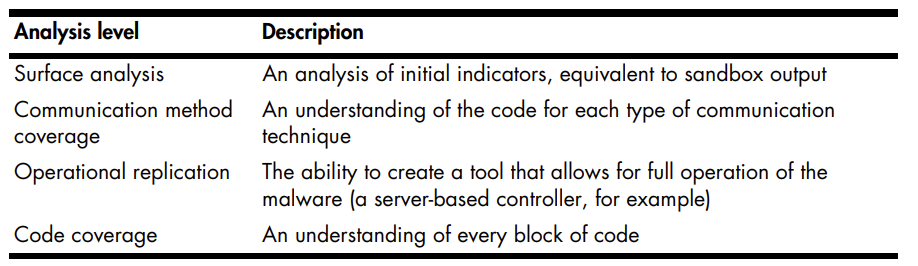 Analysis level Description
Surface analysis An analysis of initial indicators, equivalent to sandbox output
Communication method coverage An understanding of the code for each type of communication technique
Operational replication The ability to create a tool that allows for full operation of the malware (a server-based controller, for example)
Code coverage An understanding of every block of code